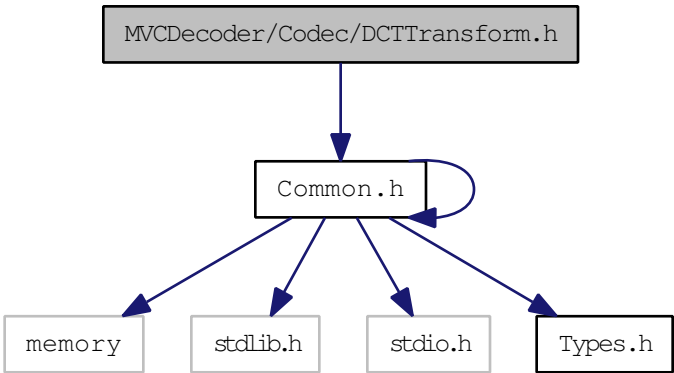 MVCDecoder/Codec/DCTTransform.h
Common.h
memory
stdlib.h
stdio.h
Types.h